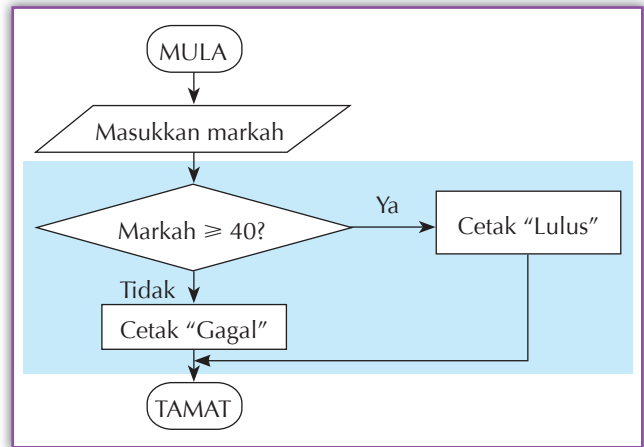 MULA
Masukkan markah
Markah ⩾ 40?
Ya
Cetak “Lulus”
Tidak
Cetak “Gagal”
TAMAT